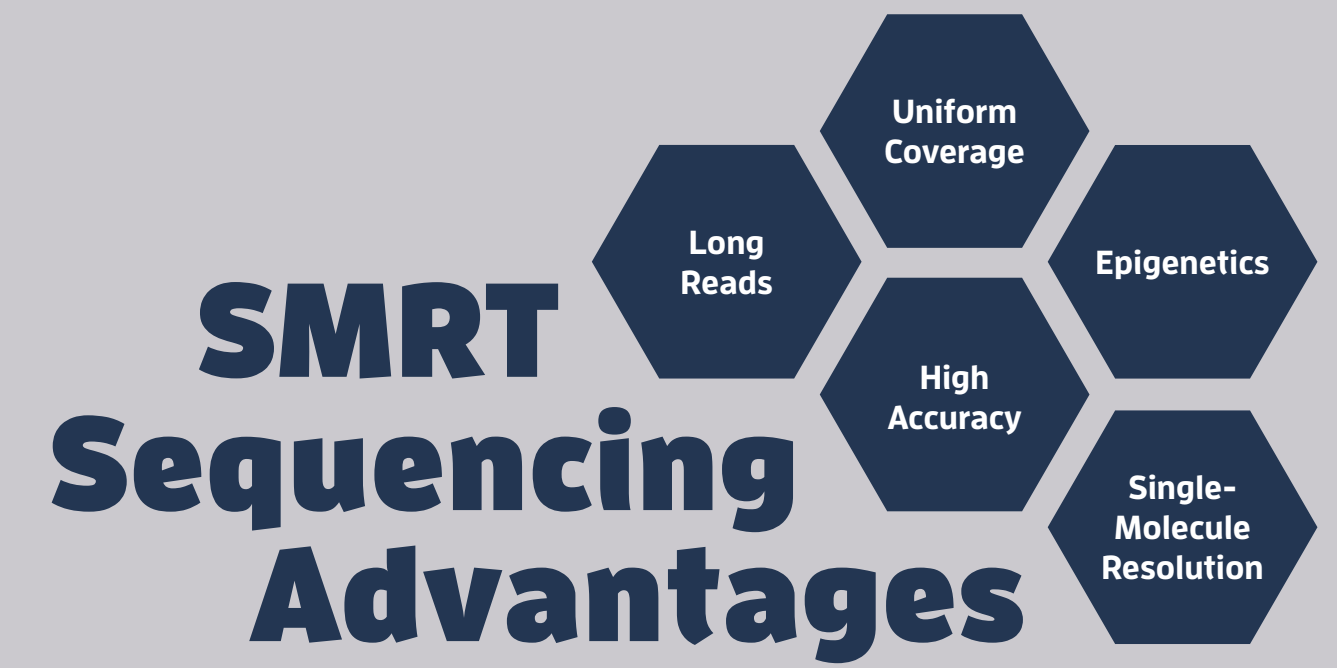 Uniform
Coverage
Long
Reads
Epigenetics
High
Accuracy
Single-
Molecule
Resolution
SMRT
Sequencing
Advantages